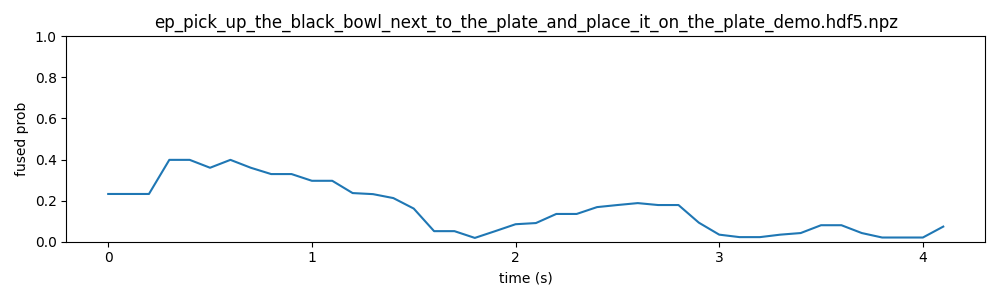 ep_pick_up_the_black_bowl_next_to_the_plate_and_place_it_on_the_plate_demo.hdf5.npz
1.0
0.8
0.6
0.4
0.2
0.0
fused prob
0 1 2 3 4
time (s)